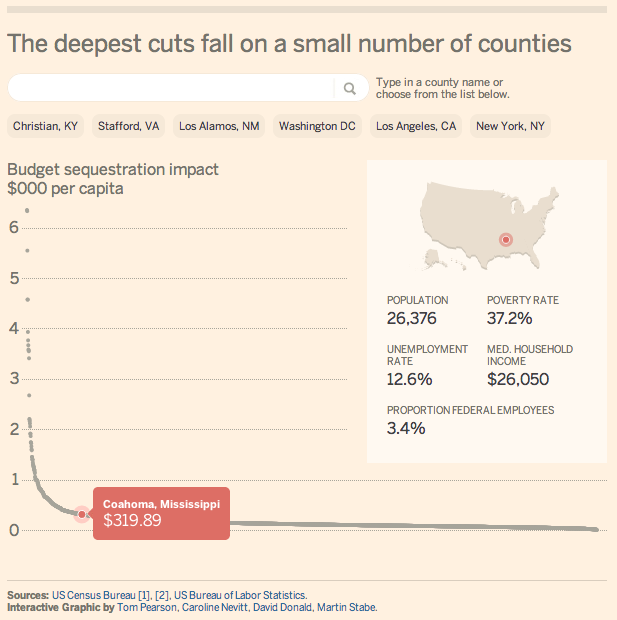 The deepest cuts fall on a small number of counties
Type in a county name or
choose from the list below.
Christian, KY
Stafford, VA
Los Alamos, NM
Washington DC
Los Angeles, CA
New York, NY
Budget sequestration impact
$000 per capita
6
5
4
3
2
1
0
Coahoma, Mississippi
$319.89
POPULATION
26,376
POVERTY RATE
37.2%
UNEMPLOYMENT
RATE
12.6%
MED. HOUSEHOLD
INCOME
$26,050
PROPORTION FEDERAL EMPLOYEES
3.4%
Sources: US Census Bureau [1], [2], US Bureau of Labor Statistics.
Interactive Graphic by Tom Pearson, Caroline Nevitt, David Donald, Martin Stabe.